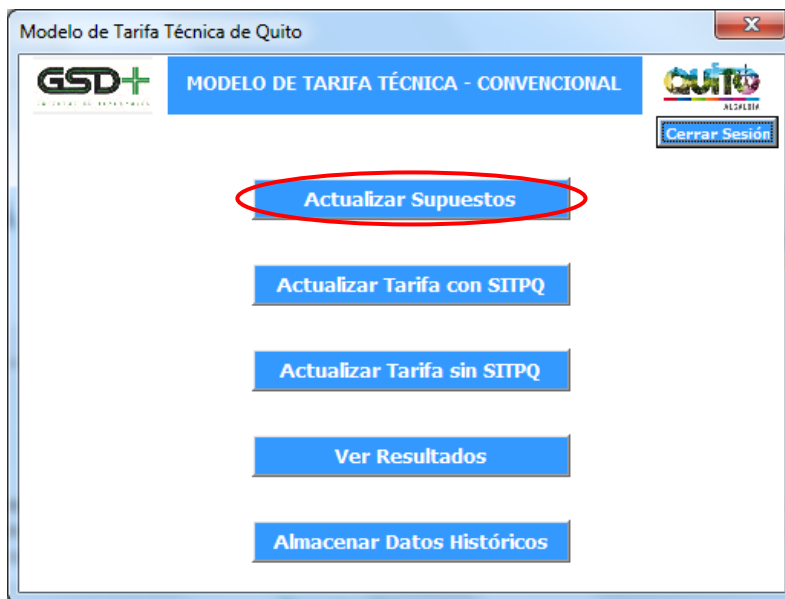 Modelo de Tarifa Técnica de Quito
GSD+
MODELO DE TARIFA TÉCNICA - CONVENCIONAL
QUITO
ALCALDÍA
Cerrar Sesión
Actualizar Supuestos
Actualizar Tarifa con SITPQ
Actualizar Tarifa sin SITPQ
Ver Resultados
Almacenar Datos Históricos